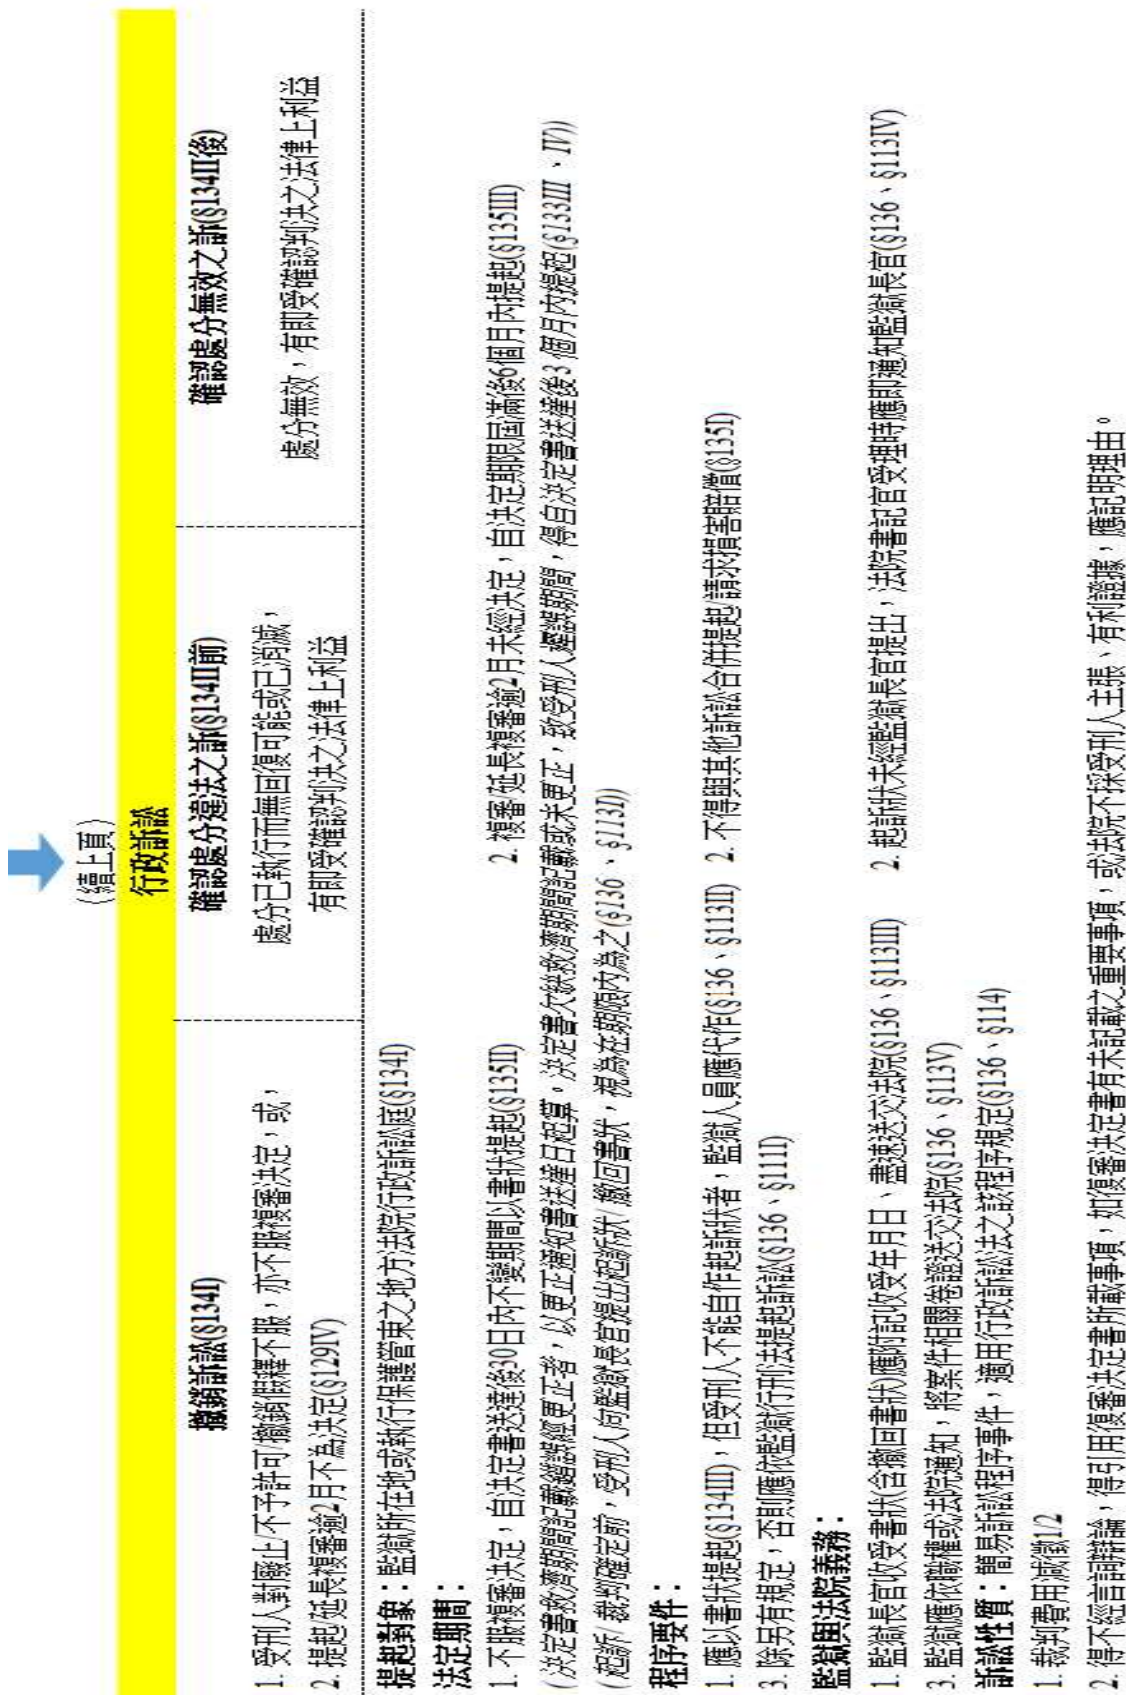 (續上頁)
行政訴訟
撤銷訴訟(§134I)
確認處分違法之訴(§134II前)
確認處分無效之訴(§134II後)
1. 受刑人對廢止/不予許可/撤銷假釋不服，亦不服複審決定，或，
2. 提起/延長複審逾2月不為決定(§129IV)
處分已執行而無回復可能或已消滅，
有即受確認判決之法律上利益
處分無效，有即受確認判決之法律上利益
提起對象：監獄所在地或執行保護管束之地方法院行政訴訟庭(§134I)
法定期間：
1. 不服複審決定，自決定書送達後30日內不變期間以書狀提起(§135II)
2. 複審/延長複審逾2月未經決定，自決定期限屆滿後6個月內提起(§135III)
(決定書救濟期間記載錯誤經更正者，以更正通知書送達日起算。決定書欠缺救濟期間記載或未更正，致受刑人遲誤期間，得自決定書送達後3個月內提起(§133III、IV))
(起訴/裁判確定前，受刑人向監獄長官提出起訴狀/撤回書狀，視為在期限內為之(§136、§113I))
程序要件：
1. 應以書狀提起(§134III)，但受刑人不能自作起訴狀者，監獄人員應代作(§136、§113II)
2. 不得與其他訴訟合併提起/請求損害賠償(§135I)
3. 除另有規定，否則應依監獄行刑法提起訴訟(§136、§111I)
監獄與法院義務：
1. 監獄長官收受書狀(含撤回書狀)應附記收受年月日、盡速送交法院(§136、§113III)
2. 起訴狀未經監獄長官提出，法院書記官受理時應即通知監獄長官(§136、§113IV)
3. 監獄應依職權或法院通知，將案件相關卷證送交法院(§136、§113V)
訴訟性質：簡易訴訟程序事件，適用行政訴訟法之該程序規定(§136、§114)
1. 裁判費用減徵1/2
2. 得不經言詞辯論，得引用復審決定書所載事項，如復審決定書有未記載之重要事項，或法院不採受刑人主張、有利證據，應記明理由。